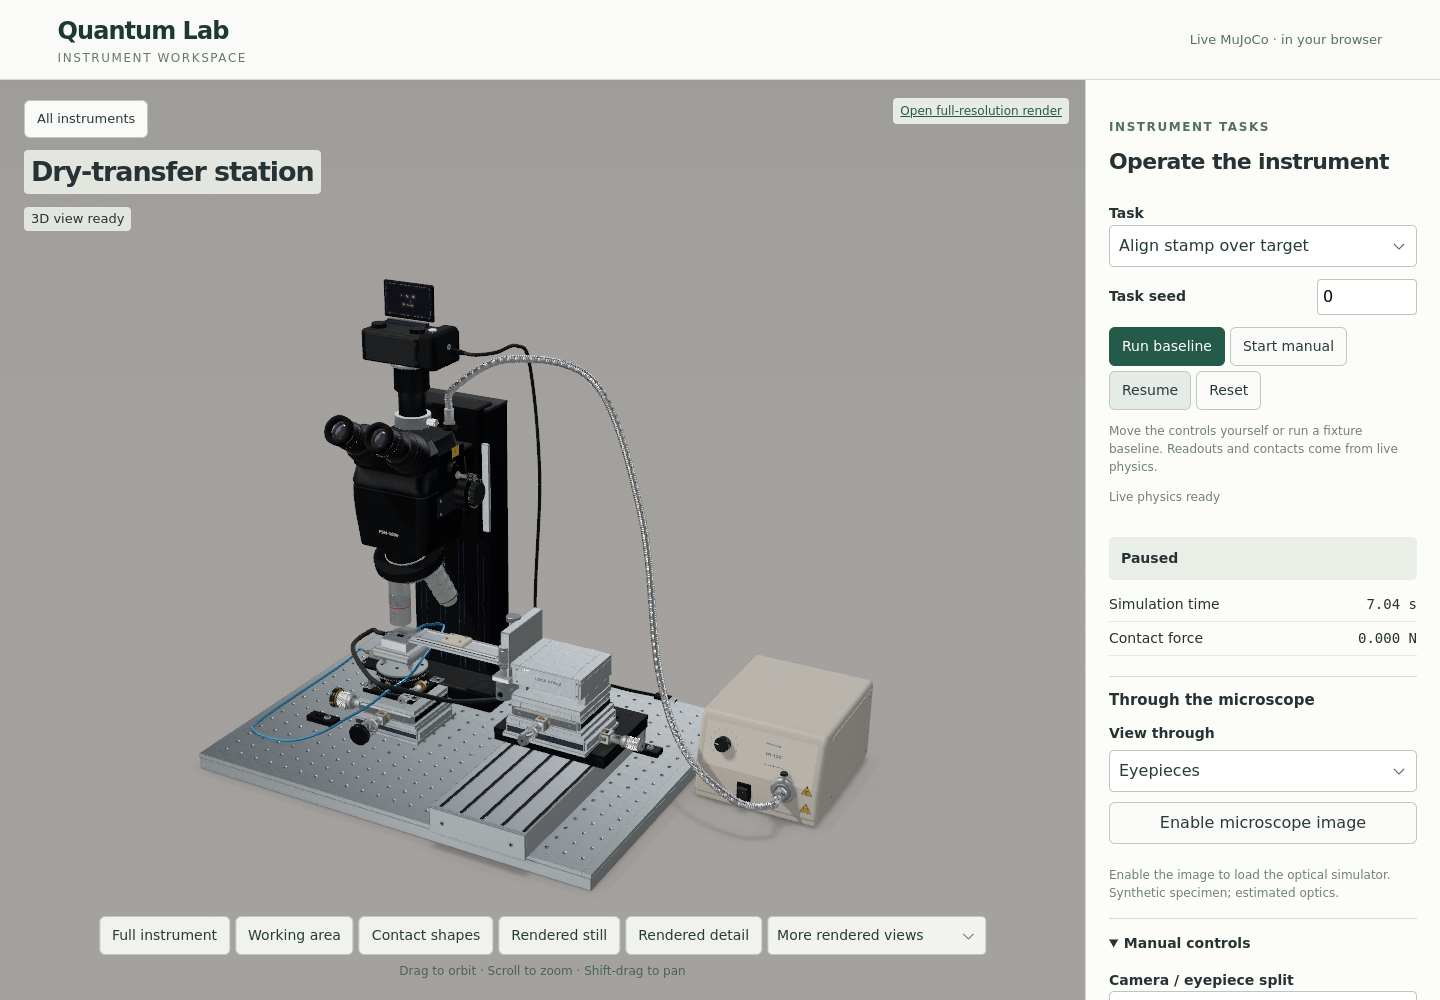 Quantum Lab
INSTRUMENT WORKSPACE
Live MuJoCo · in your browser
All instruments
Open full-resolution render
Dry-transfer station
3D view ready
Full instrument
Working area
Contact shapes
Rendered still
Rendered detail
More rendered views
Drag to orbit · Scroll to zoom · Shift-drag to pan
INSTRUMENT TASKS
Operate the instrument
Task
Align stamp over target
Task seed
0
Run baseline
Start manual
Resume
Reset
Move the controls yourself or run a fixture
baseline. Readouts and contacts come from live
physics.
Live physics ready
Paused
Simulation time
7.04 s
Contact force
0.000 N
Through the microscope
View through
Eyepieces
Enable microscope image
Enable the image to load the optical simulator.
Synthetic specimen; estimated optics.
▼ Manual controls
Camera / eyepiece split